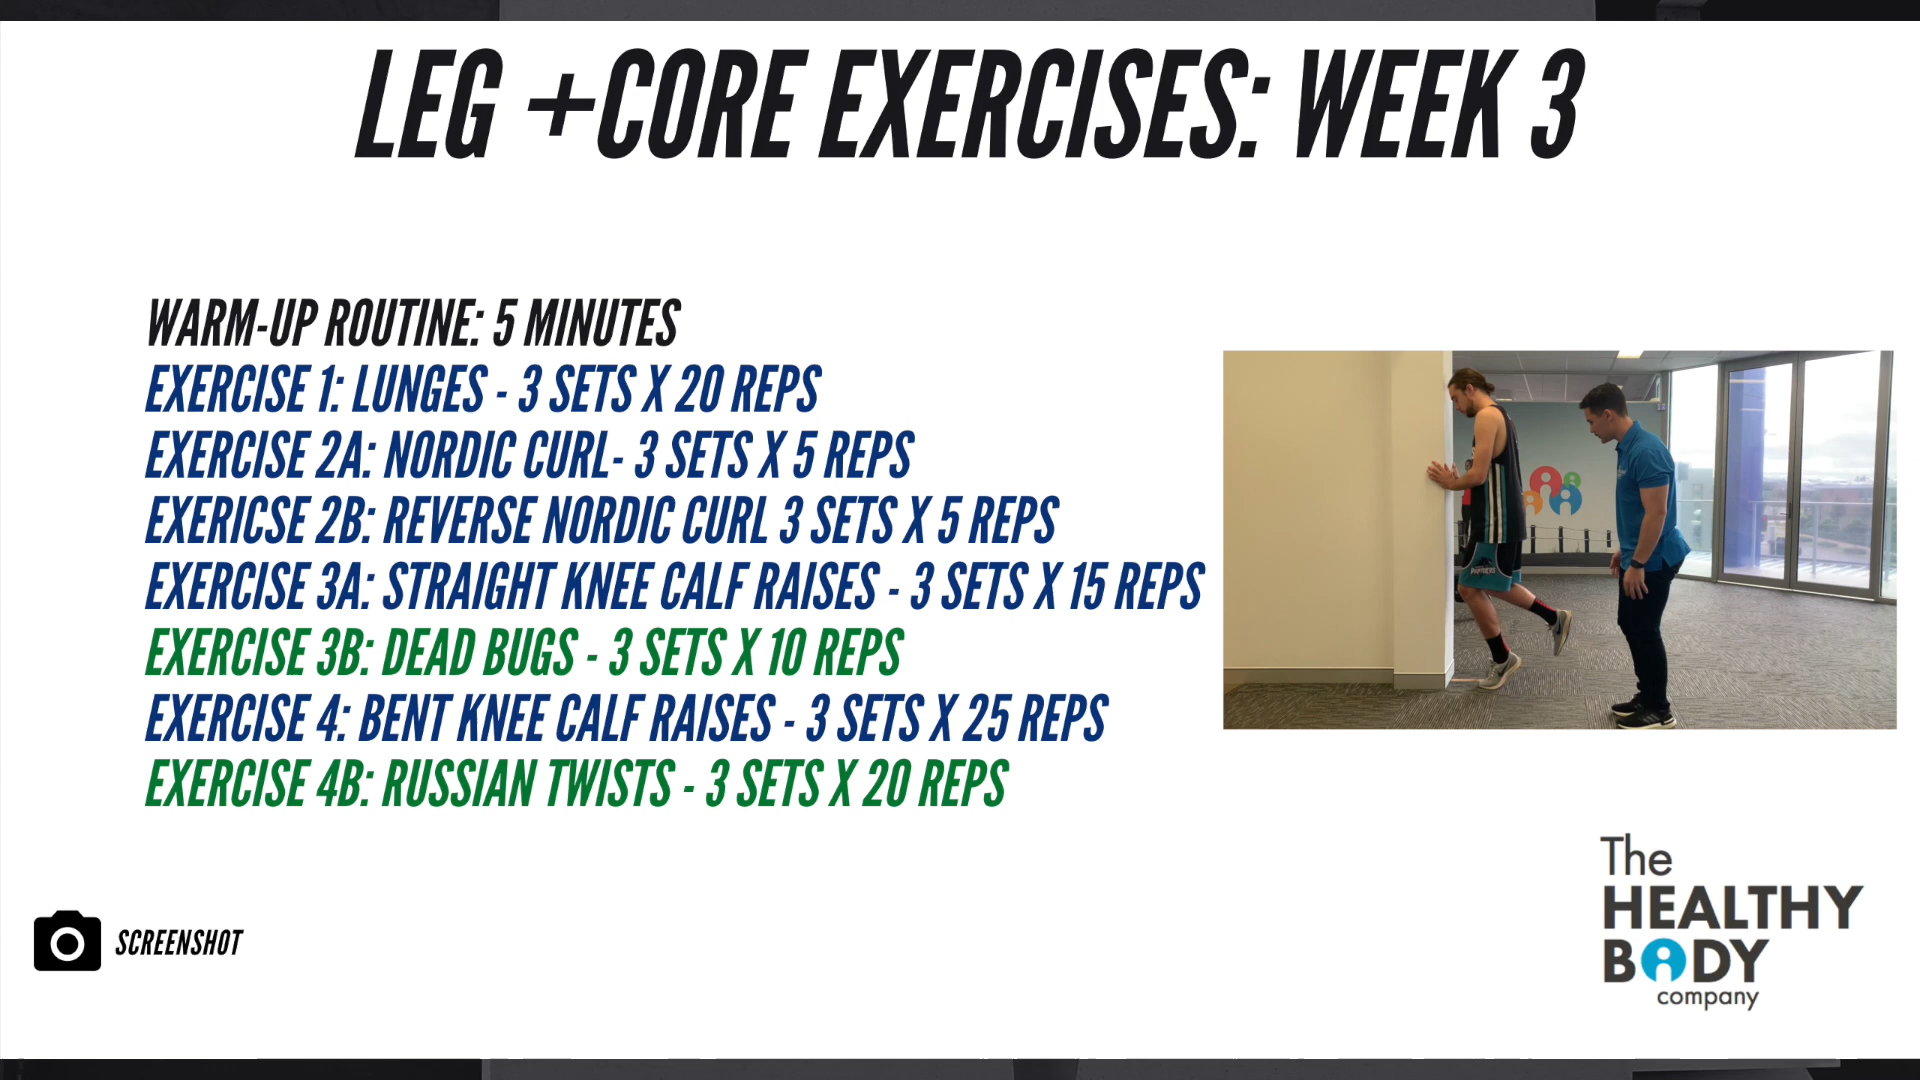 LEG +CORE EXERCISES: WEEK 3
WARM-UP ROUTINE: 5 MINUTES
EXERCISE 1: LUNGES - 3 SETS X 20 REPS
EXERCISE 2A: NORDIC CURL- 3 SETS X 5 REPS
EXERICSE 2B: REVERSE NORDIC CURL 3 SETS X 5 REPS
EXERCISE 3A: STRAIGHT KNEE CALF RAISES - 3 SETS X 15 REPS
EXERCISE 3B: DEAD BUGS - 3 SETS X 10 REPS
EXERCISE 4: BENT KNEE CALF RAISES - 3 SETS X 25 REPS
EXERCISE 4B: RUSSIAN TWISTS - 3 SETS X 20 REPS
PANTHERS
SCREENSHOT
The
HEALTHY
BODY
company